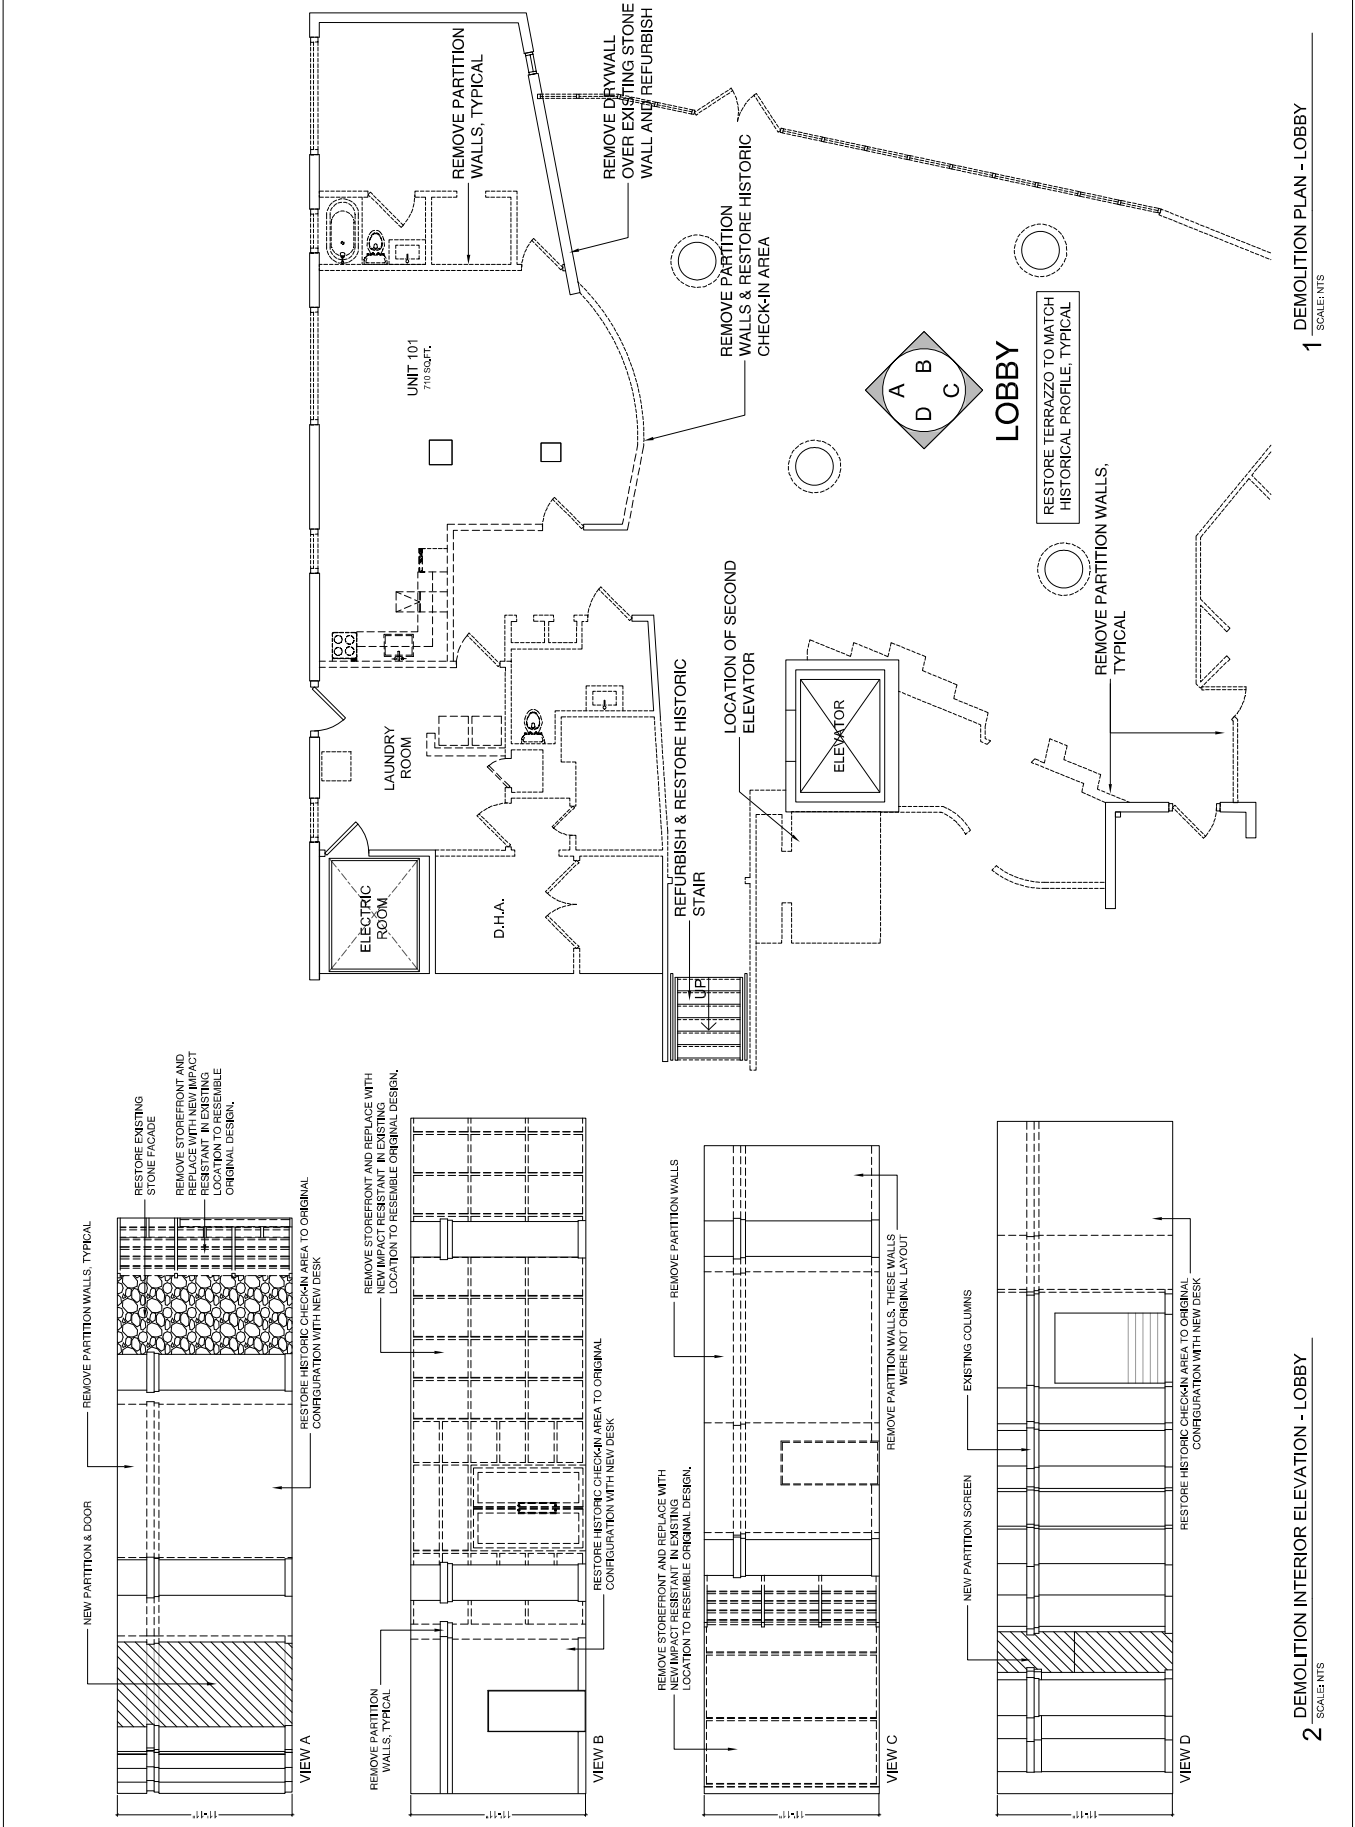 REMOVE PARTITION
WALLS, TYPICAL
REMOVE DRYWALL
OVER EXISTING STONE
WALL AND REFURBISH
REMOVE PARTITION
WALLS & RESTORE HISTORIC
CHECK-IN AREA
UNIT 101
710 SQ.FT.
LAUNDRY
ROOM
ELECTRIC
ROOM
D.H.A.
REFURBISH & RESTORE HISTORIC
STAIR
UP
LOCATION OF SECOND
ELEVATOR
ELEVATOR
A
B
C
D
LOBBY
RESTORE TERRAZZO TO MATCH
HISTORICAL PROFILE, TYPICAL
REMOVE PARTITION WALLS,
TYPICAL
1
DEMOLITION PLAN - LOBBY
SCALE: NTS
NEW PARTITION & DOOR
REMOVE PARTITION WALLS, TYPICAL
RESTORE EXISTING
STONE FACADE
REMOVE STOREFRONT AND
REPLACE WITH NEW IMPACT
RESISTANT IN EXISTING
LOCATION TO RESEMBLE
ORIGINAL DESIGN.
RESTORE HISTORIC CHECK-IN AREA TO ORIGINAL
CONFIGURATION WITH NEW DESK
11'-11"
VIEW A
REMOVE PARTITION
WALLS, TYPICAL
REMOVE STOREFRONT AND REPLACE WITH
NEW IMPACT RESISTANT IN EXISTING
LOCATION TO RESEMBLE ORIGINAL DESIGN.
RESTORE HISTORIC CHECK-IN AREA TO ORIGINAL
CONFIGURATION WITH NEW DESK
11'-11"
VIEW B
REMOVE STOREFRONT AND REPLACE WITH
NEW IMPACT RESISTANT IN EXISTING
LOCATION TO RESEMBLE ORIGINAL DESIGN.
REMOVE PARTITION WALLS
REMOVE PARTITION WALLS, THESE WALLS
WERE NOT ORIGINAL LAYOUT
11'-11"
VIEW C
NEW PARTITION SCREEN
EXISTING COLUMNS
RESTORE HISTORIC CHECK-IN AREA TO ORIGINAL
CONFIGURATION WITH NEW DESK
11'-11"
VIEW D
2
DEMOLITION INTERIOR ELEVATION - LOBBY
SCALE: NTS